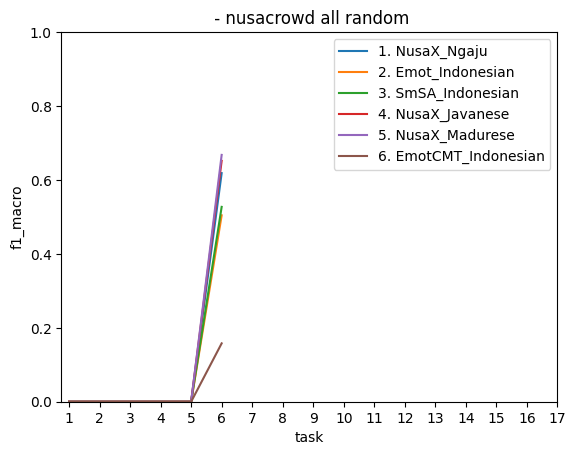 - nusacrowd all random
1. NusaX_Ngaju
2. Emot_Indonesian
3. SmSA_Indonesian
4. NusaX_Javanese
5. NusaX_Madurese
6. EmotCMT_Indonesian
f1_macro
1.0
0.8
0.6
0.4
0.2
0.0
1 2 3 4 5 6 7 8 9 10 11 12 13 14 15 16 17
task